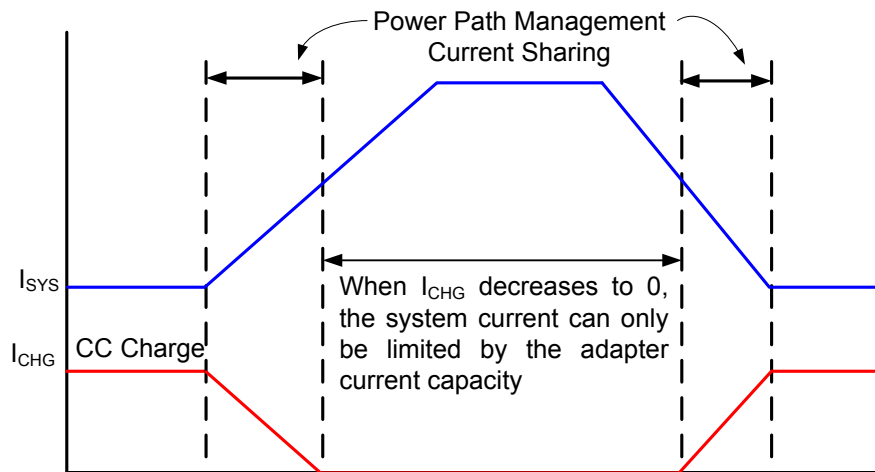 Power Path Management
Current Sharing
I_SYS
When I_CHG decreases to 0,
the system current can only
be limited by the adapter
current capacity
I_CHG
CC Charge